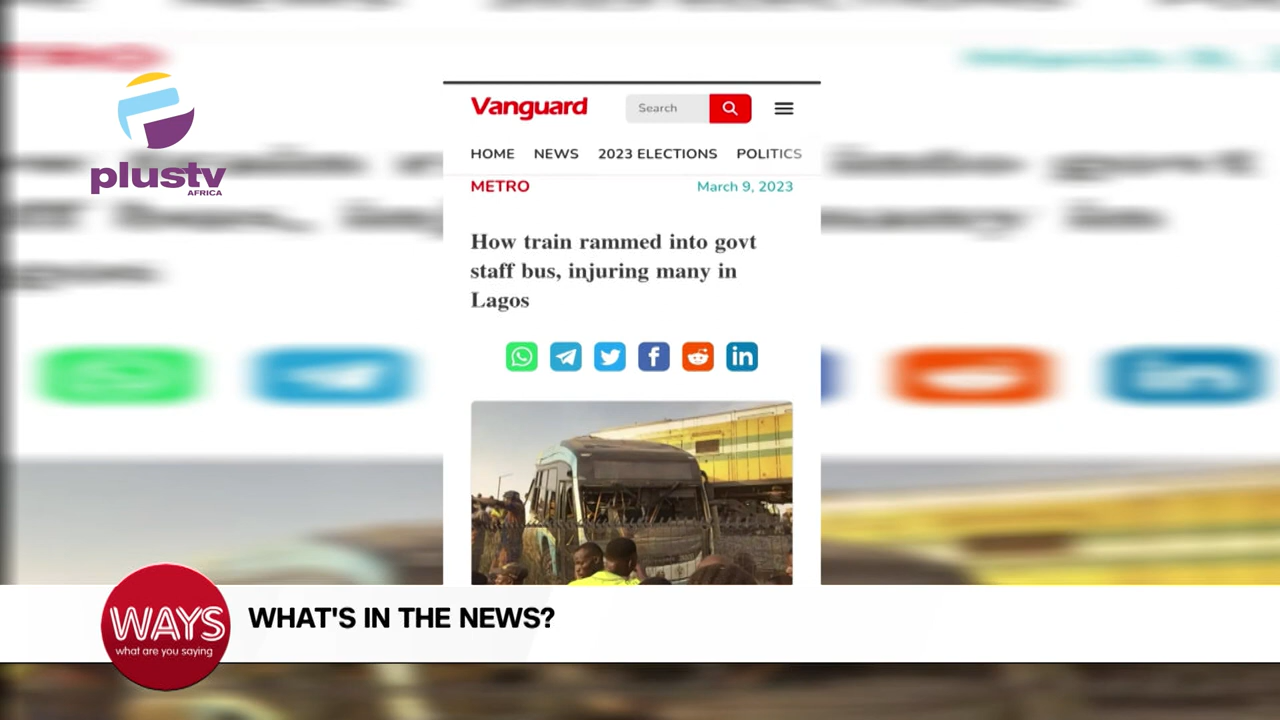 plustv
AFRICA
Vanguard
Search
HOME NEWS 2023 ELECTIONS POLITICS
METRO
March 9, 2023
How train rammed into govt
staff bus, injuring many in
Lagos
WAYS
what are you saying
WHAT'S IN THE NEWS?